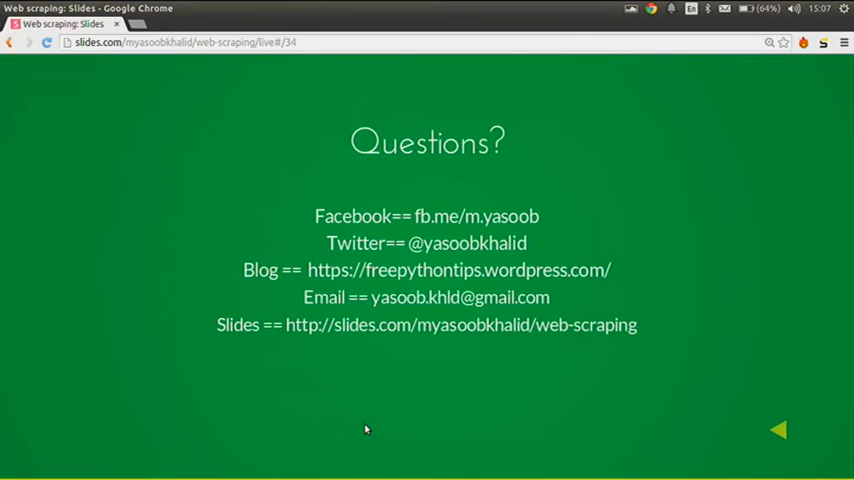 Web scraping: Slides - Google Chrome
En
(64%)
15:07
Web scraping: Slides
slides.com/myasoobkhalid/web-scraping/live#/34
Questions?
Facebook== fb.me/m.yasoob
Twitter== @yasoobkhalid
Blog == https://freepythontips.wordpress.com/
Email == yasoob.khld@gmail.com
Slides == http://slides.com/myasoobkhalid/web-scraping